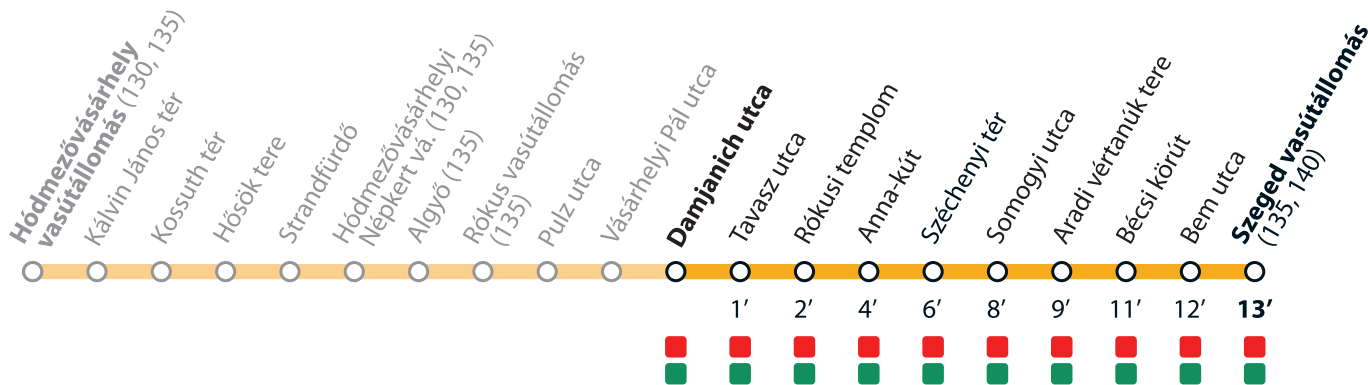 Hódmezővásárhely
vasútállomás (130, 135)
Kálvin János tér
Kossuth tér
Hősök tere
Strandfürdő
Hódmezővásárhelyi
Népkert vá. (130, 135)
Algyő (135)
Rókus vasútállomás
(135)
Pulz utca
Vásárhelyi Pál utca
Damjanich utca
Tavasz utca
Rókusi templom
Anna-kút
Széchenyi tér
Somogyi utca
Aradi vértanúk tere
Bécsi körút
Bem utca
Szeged vasútállomás
(135, 140)
1’ 2’ 4’ 6’ 8’ 9’ 11’ 12’ 13’